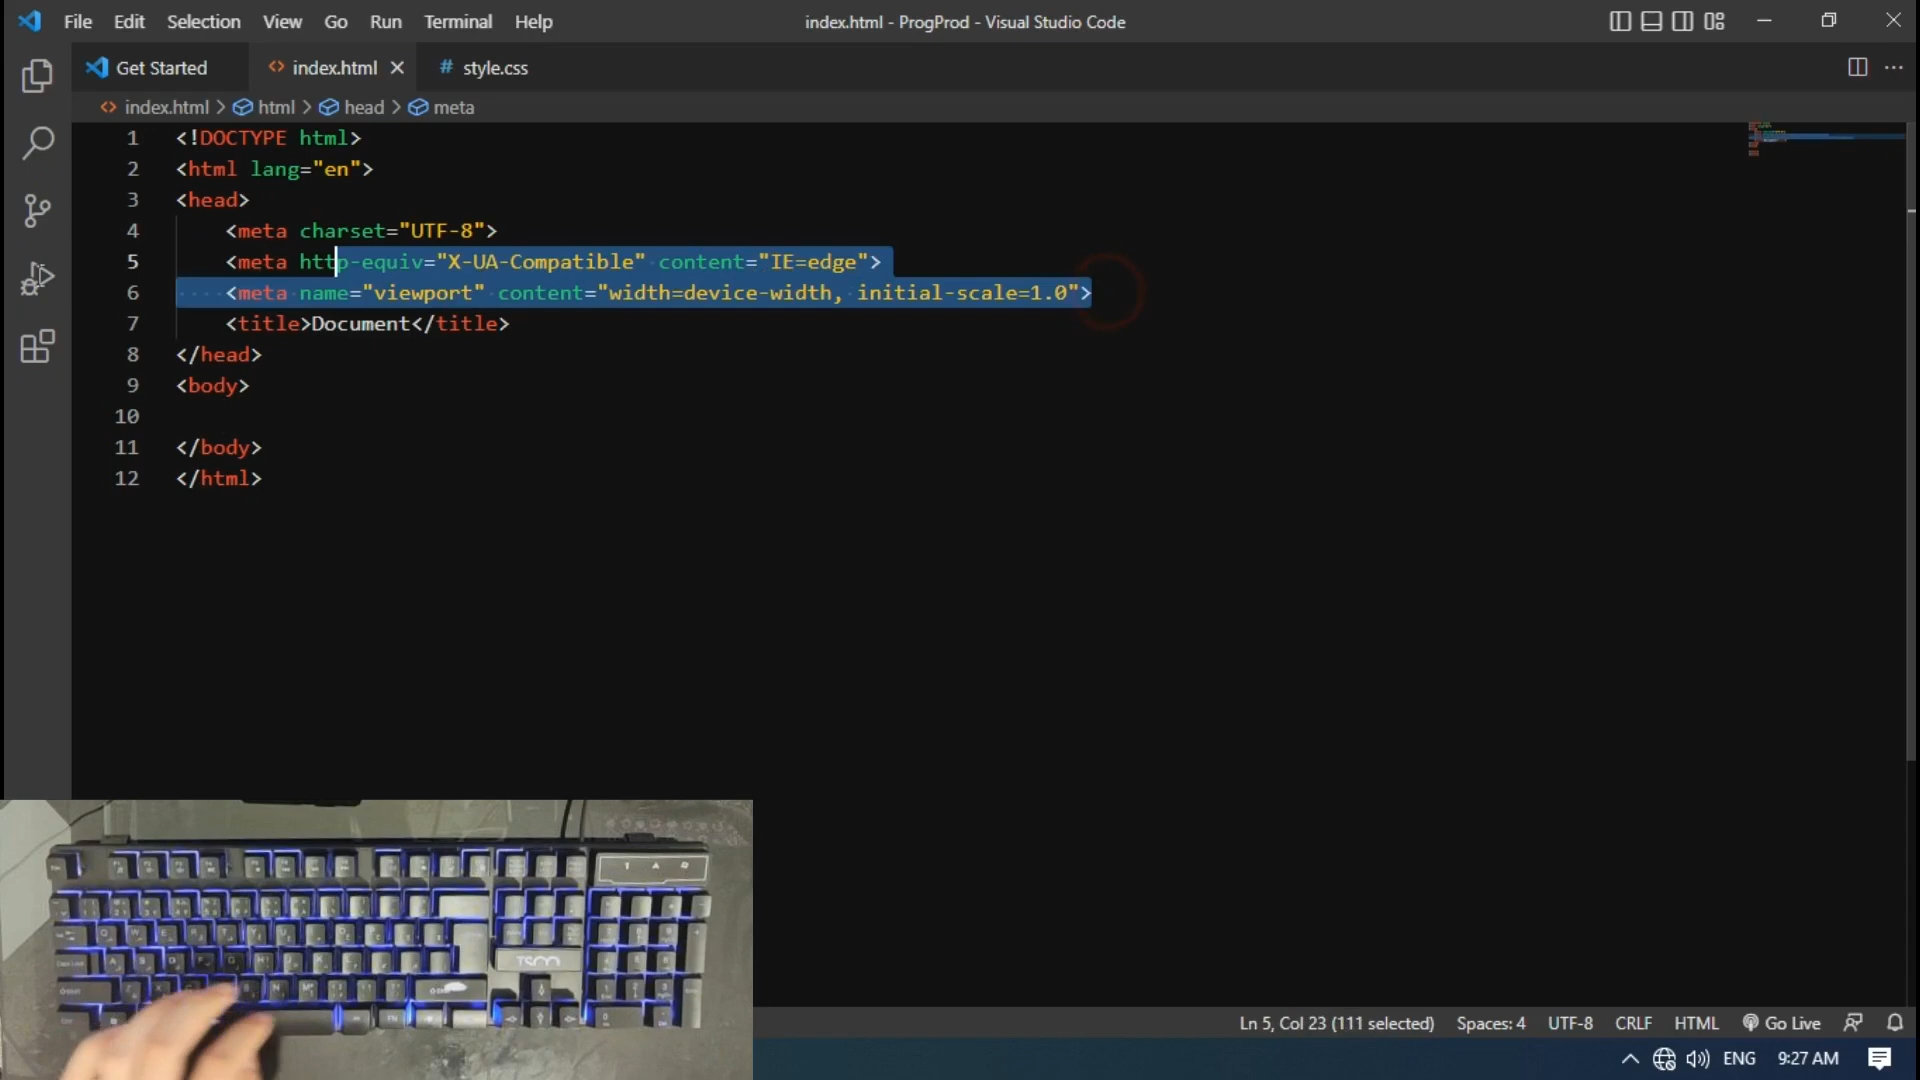 File Edit Selection View Go Run Terminal Help
index.html - ProgProd - Visual Studio Code
Get Started
index.html
# style.css
<> index.html > html > head > meta
1 <!DOCTYPE html>
2 <html lang="en">
3 <head>
4 <meta charset="UTF-8">
5 <meta http-equiv="X-UA-Compatible" content="IE=edge">
6 <meta name="viewport" content="width=device-width, initial-scale=1.0">
7 <title>Document</title>
8 </head>
9 <body>
10
11 </body>
12 </html>
TSCO
Ln 5, Col 23 (111 selected) Spaces: 4 UTF-8 CRLF HTML Go Live
ENG 9:27 AM